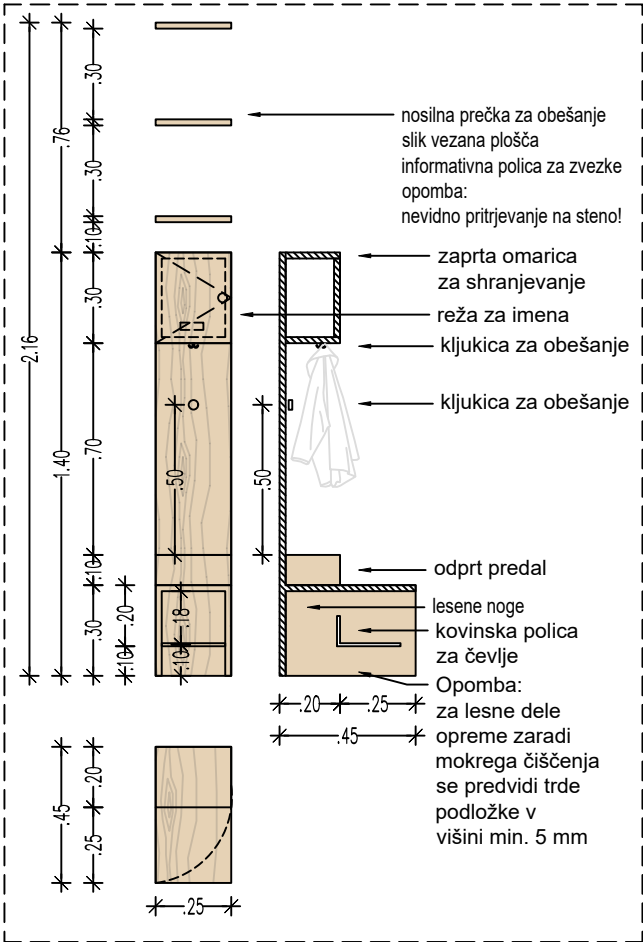 nosilna prečka za obešanje
slik vezana plošča
informativna polica za zvezke
opomba:
nevidno pritrjevanje na steno!
zaprta omarica
za shranjevanje
reža za imena
kljukica za obešanje
kljukica za obešanje
odprt predal
lesene noge
kovinska polica
za čevlje
Opomba:
za lesne dele
opreme zaradi
mokrega čiščenja
se predvidi trde
podložke v
višini min. 5 mm
2.16
.76
1.40
.30
.30
.10
.30
.70
.10
.30
.20
.10
.50
.18
.10
.50
.20
.25
.45
.45
.20
.25
.25